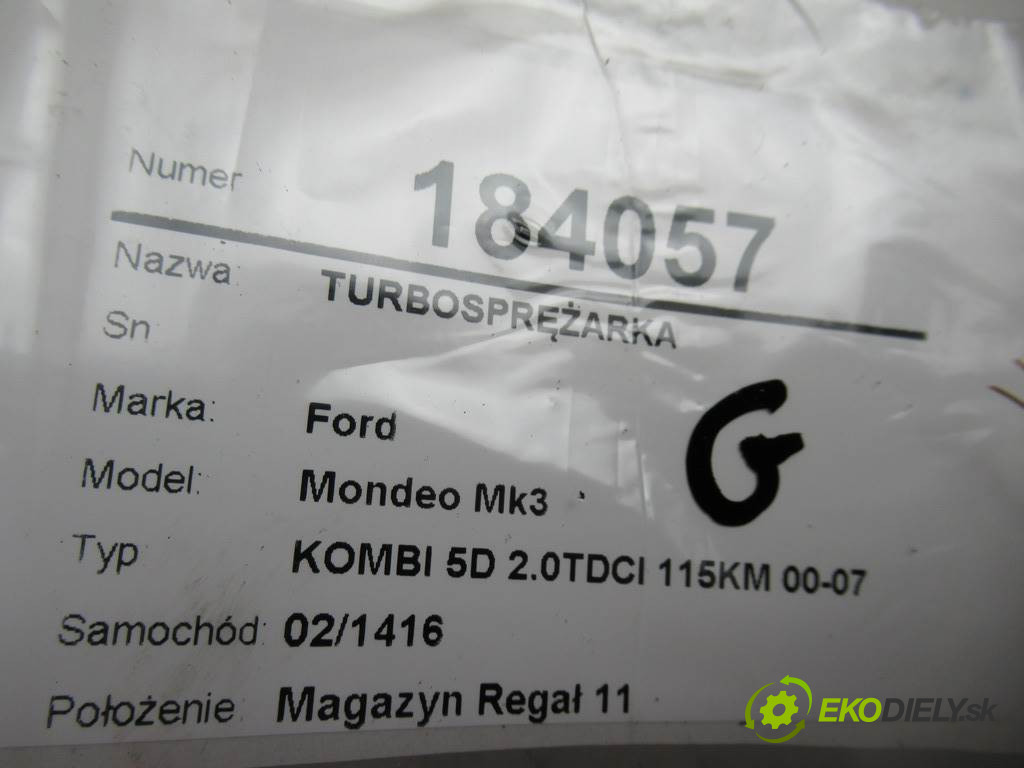 Numer 184057
Nazwa: TURBOSPRĘŻARKA
Sn
Marka: Ford
Model: Mondeo Mk3
Typ KOMBI 5D 2.0TDCI 115KM 00-07
Samochód: 02/1416
Położenie: Magazyn Regał 11
G
EKODIELY.sk